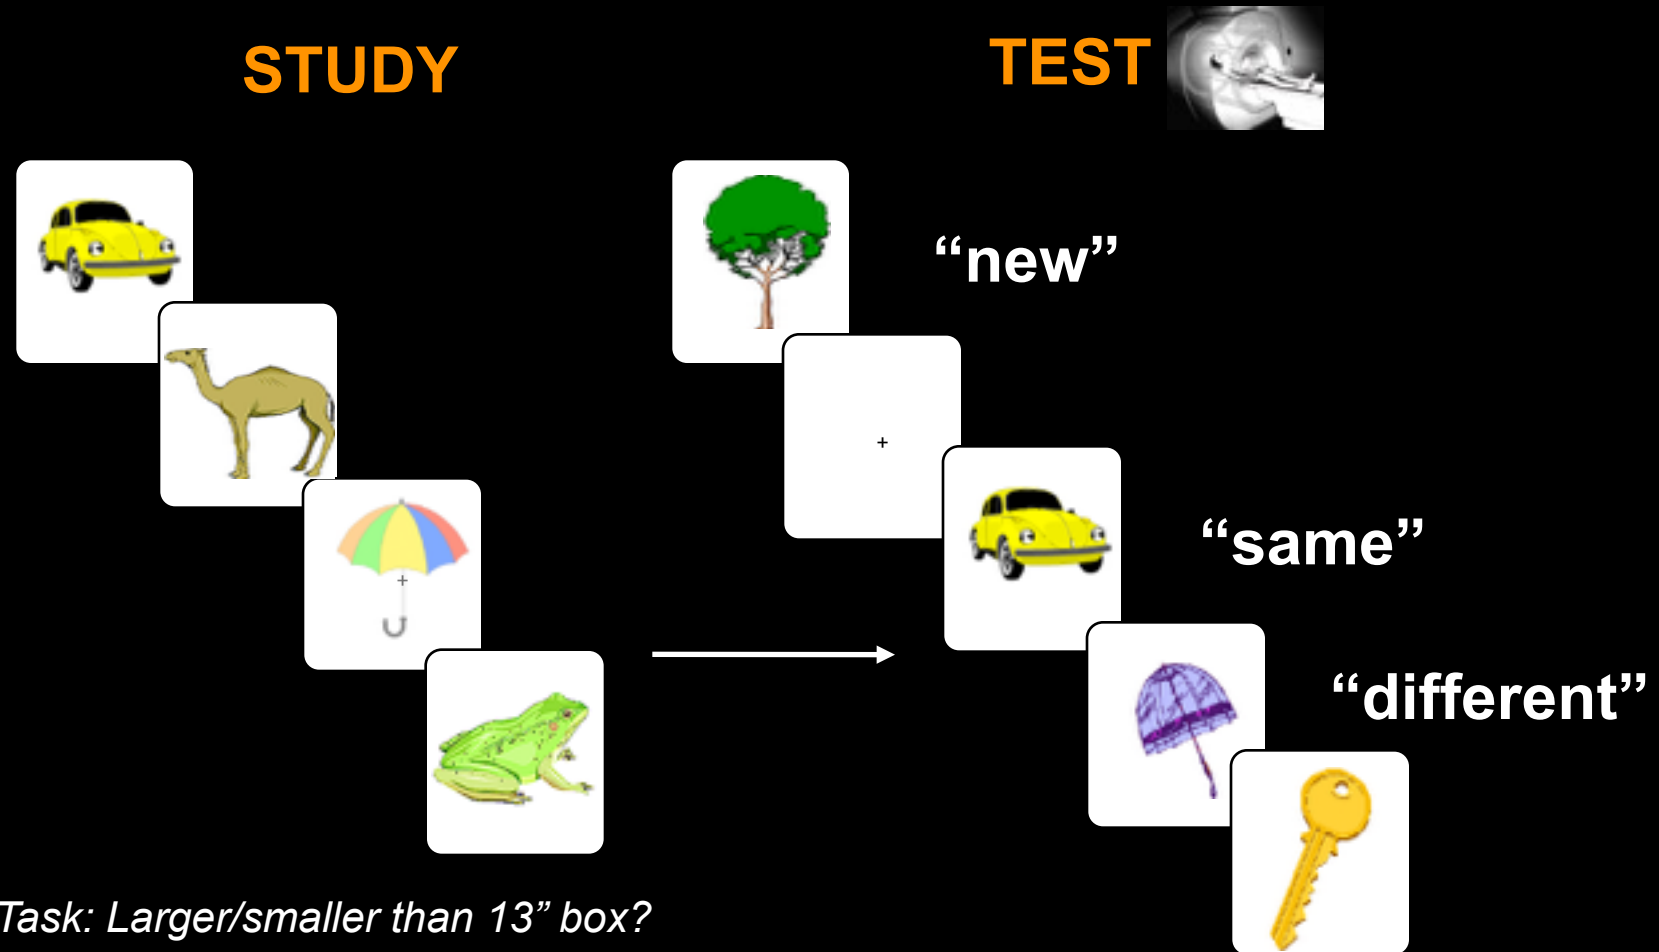 STUDY
TEST
“new”
“same”
“different”
Task: Larger/smaller than 13” box?